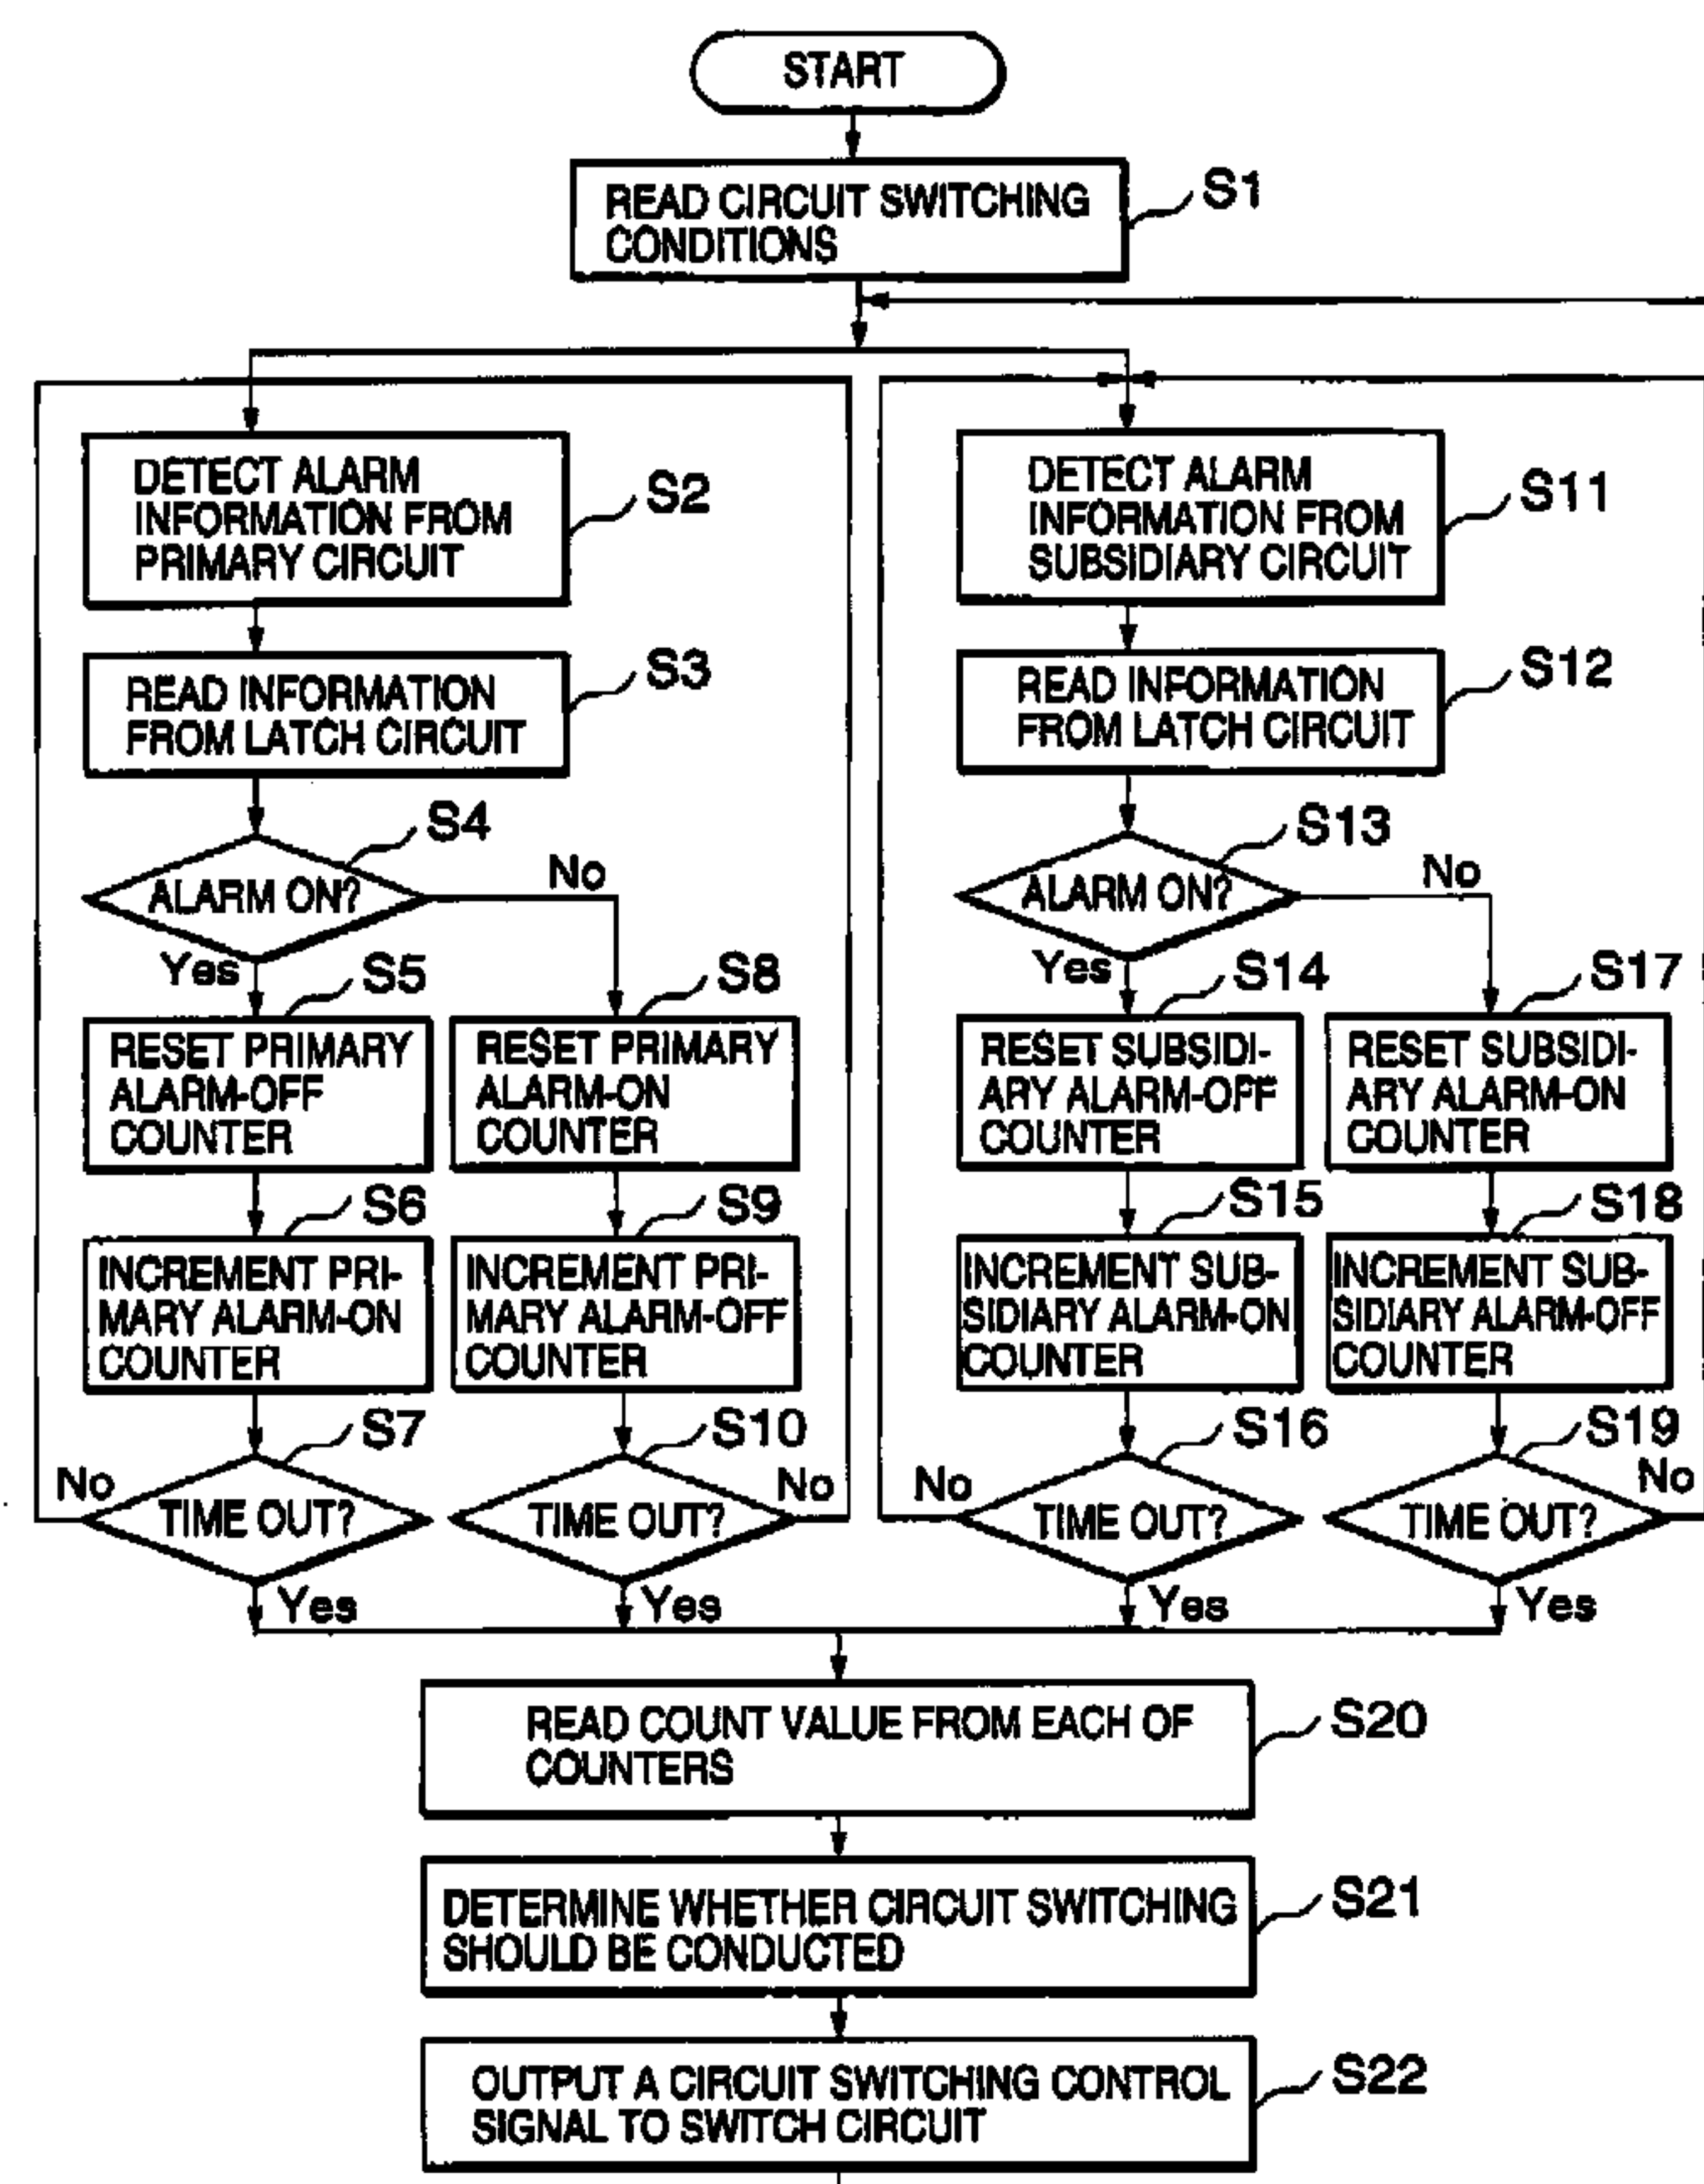 START
READ CIRCUIT SWITCHING
CONDITIONS
S1
DETECT ALARM
INFORMATION FROM
PRIMARY CIRCUIT
S2
READ INFORMATION
FROM LATCH CIRCUIT
S3
ALARM ON?
S4
No
Yes
RESET PRIMARY
ALARM-OFF
COUNTER
S5
INCREMENT PRI-
MARY ALARM-ON
COUNTER
S6
TIME OUT?
S7
No
Yes
RESET PRIMARY
ALARM-ON
COUNTER
S8
INCREMENT PRI-
MARY ALARM-OFF
COUNTER
S9
TIME OUT?
S10
No
Yes
DETECT ALARM
INFORMATION FROM
SUBSIDIARY CIRCUIT
S11
READ INFORMATION
FROM LATCH CIRCUIT
S12
ALARM ON?
S13
No
Yes
RESET SUBSIDI-
ARY ALARM-OFF
COUNTER
S14
INCREMENT SUB-
SIDIARY ALARM-ON
COUNTER
S15
TIME OUT?
S16
No
Yes
RESET SUBSIDI-
ARY ALARM-ON
COUNTER
S17
INCREMENT SUB-
SIDIARY ALARM-OFF
COUNTER
S18
TIME OUT?
S19
No
Yes
READ COUNT VALUE FROM EACH OF
COUNTERS
S20
DETERMINE WHETHER CIRCUIT SWITCHING
SHOULD BE CONDUCTED
S21
OUTPUT A CIRCUIT SWITCHING CONTROL
SIGNAL TO SWITCH CIRCUIT
S22